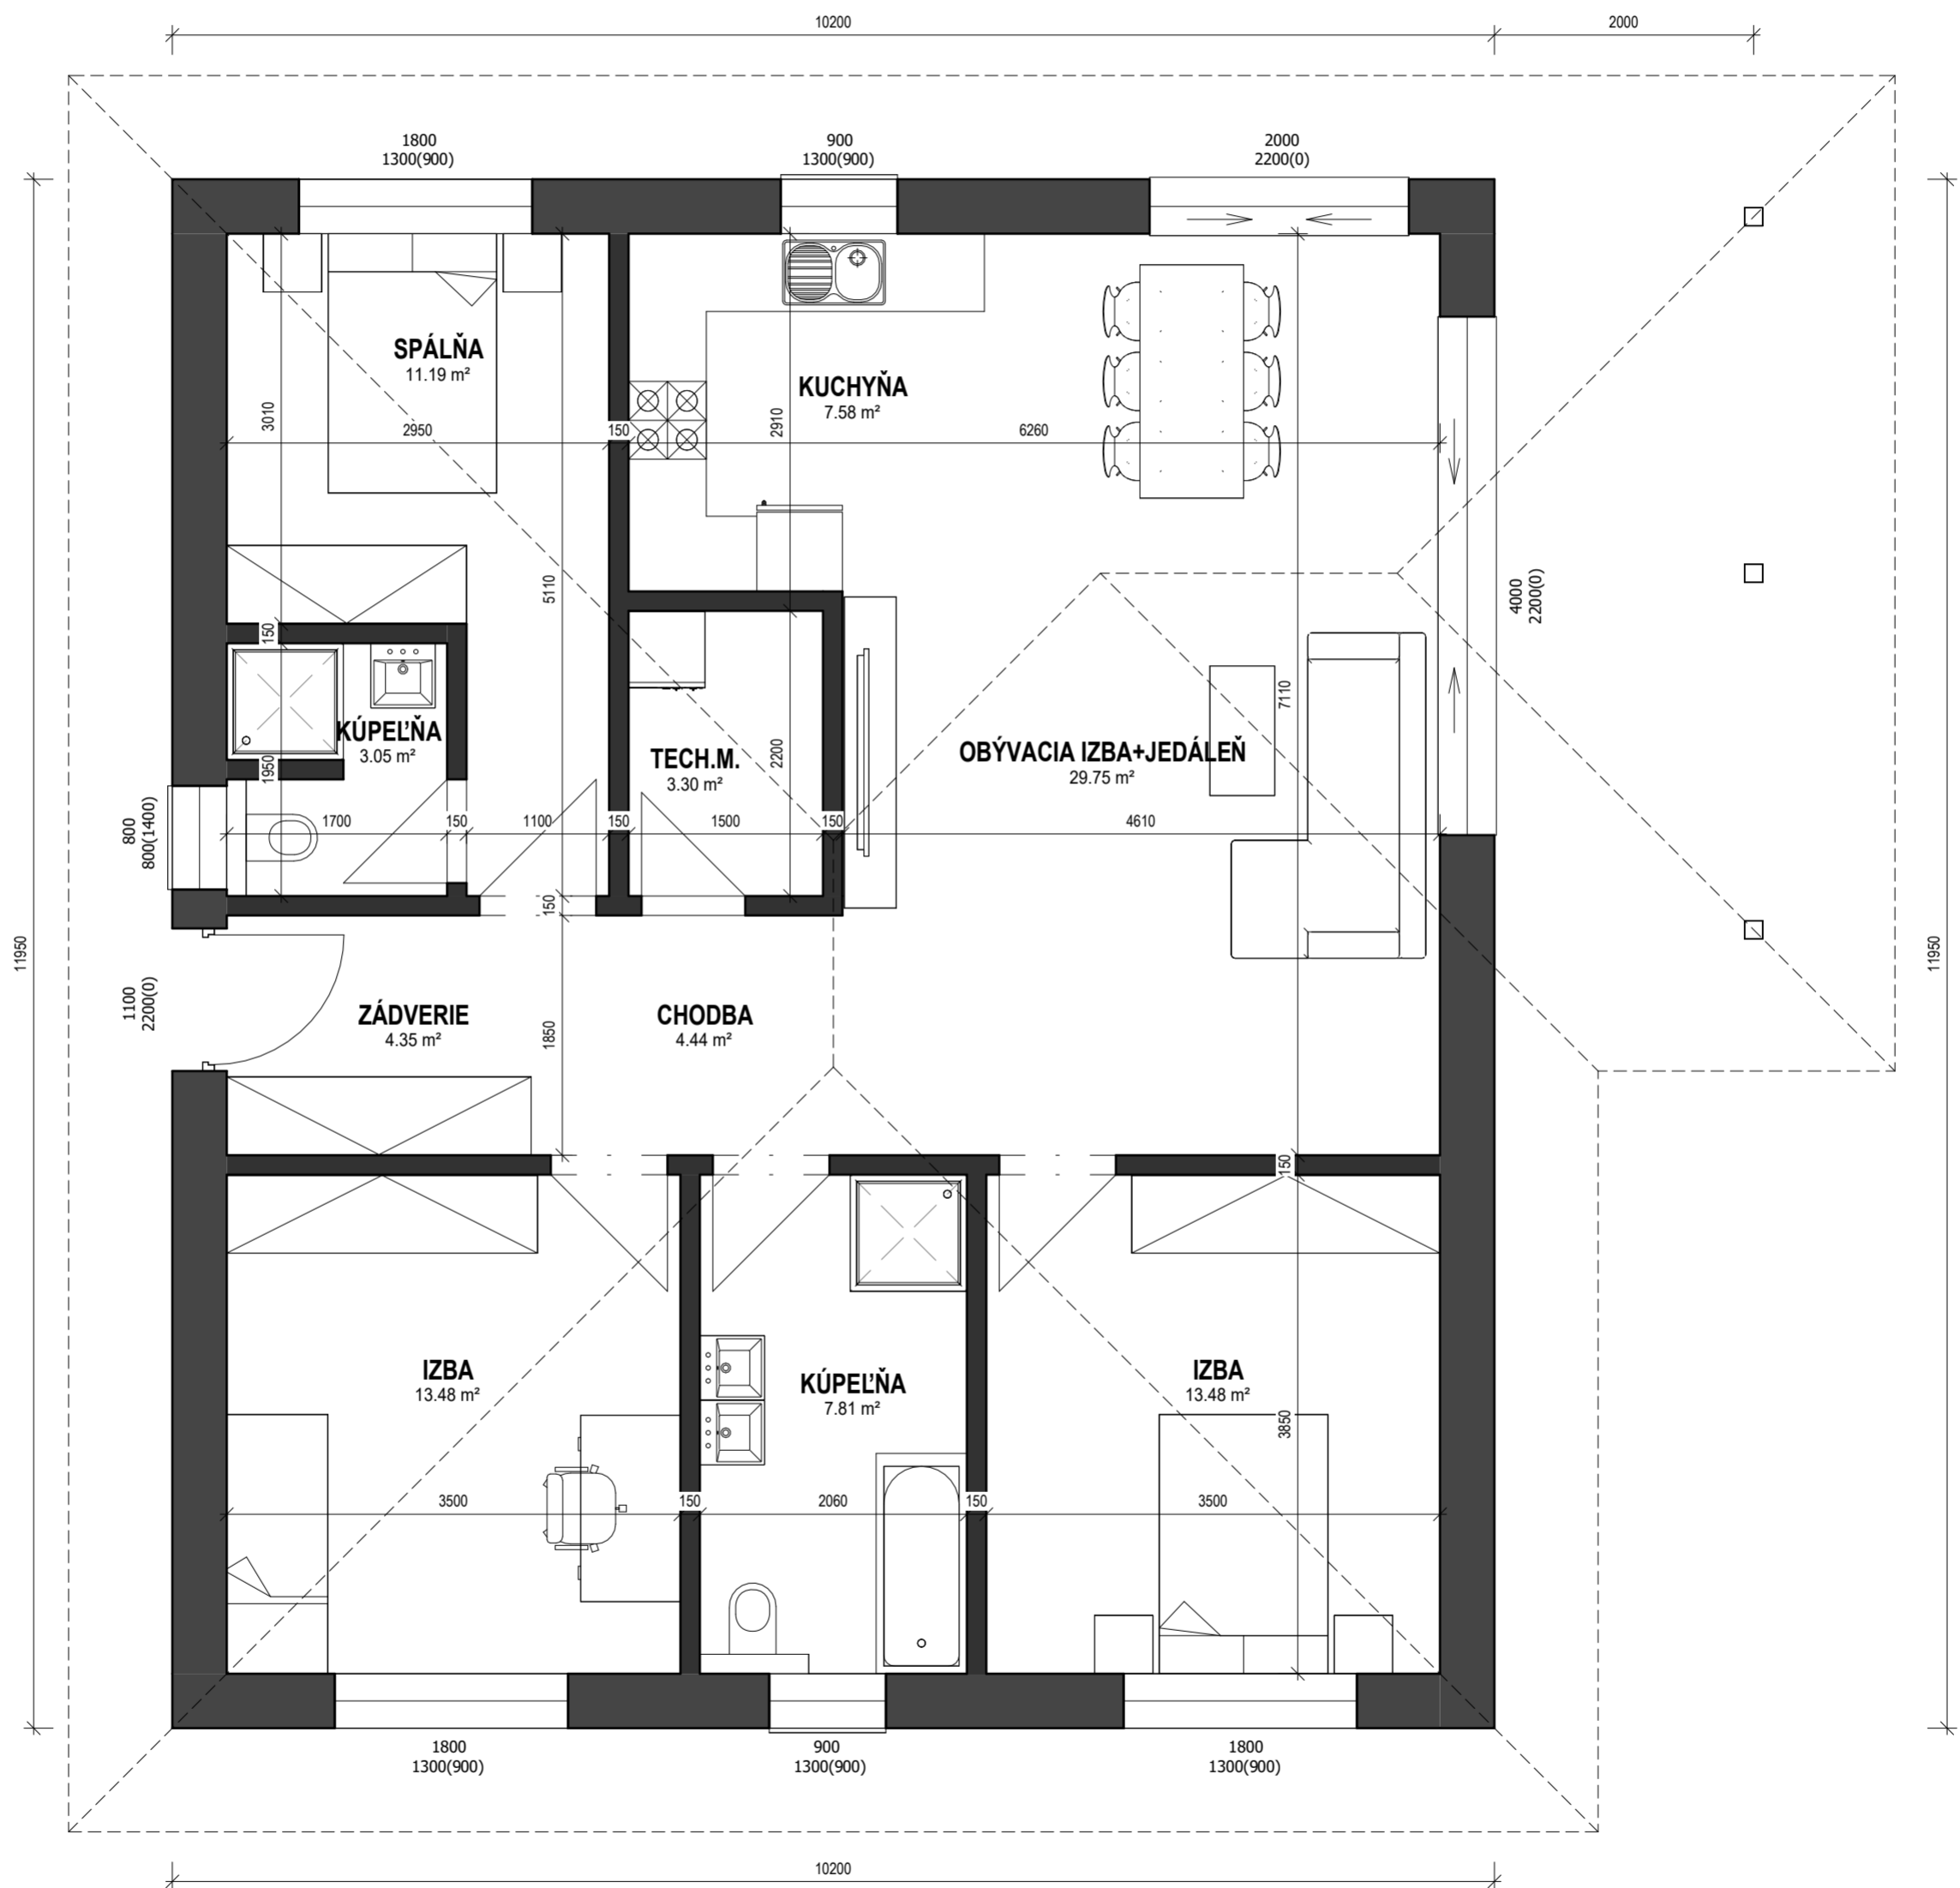 10200
2000
1800
1300(900)
900
1300(900)
2000
2200(0)
SPÁLŇA
11.19 m²
KUCHYŇA
7.58 m²
3010
2910
2950
150
6260
5110
4000
2200(0)
150
7110
KÚPEĽŇA
3.05 m²
TECH.M.
3.30 m²
OBÝVACIA IZBA+JEDÁLEŇ
29.75 m²
1950
2200
800
800(1400)
1700
150
1100
150
1500
150
4610
150
11950
11950
1100
2200(0)
ZÁDVERIE
4.35 m²
CHODBA
4.44 m²
1850
150
IZBA
13.48 m²
KÚPEĽŇA
7.81 m²
IZBA
13.48 m²
3850
3500
150
2060
150
3500
1800
1300(900)
900
1300(900)
1800
1300(900)
10200